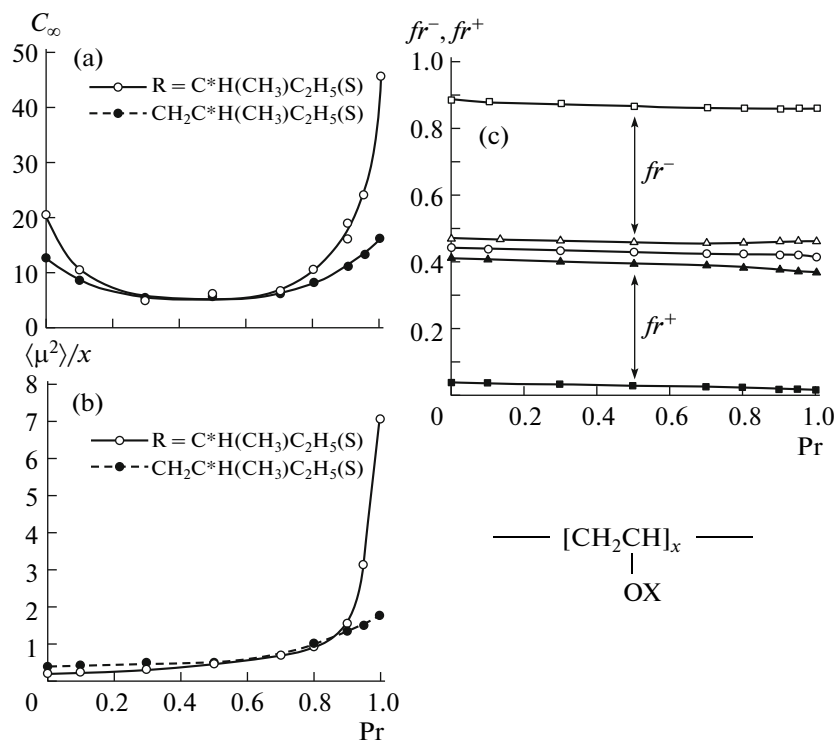 C∞
50
(a)
R = C*H(CH₃)C₂H₅(S)
CH₂C*H(CH₃)C₂H₅(S)
40
30
20
10
0
⟨μ²⟩/x
8
(b)
7
R = C*H(CH₃)C₂H₅(S)
CH₂C*H(CH₃)C₂H₅(S)
6
5
4
3
2
1
0 0.2 0.4 0.6 0.8 1.0
Pr
fr⁻, fr⁺
1.0
(c)
0.8
fr⁻
0.6
0.4
fr⁺
0.2
0 0.2 0.4 0.6 0.8 1.0
Pr
[CH₂CH]ₓ
OX